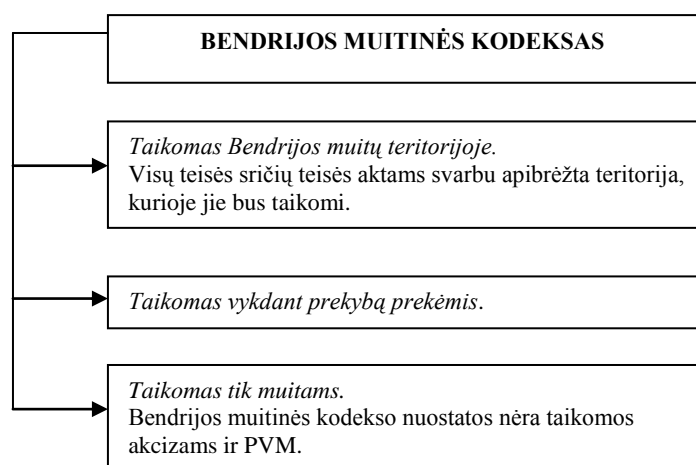 BENDRIJOS MUITINĖS KODEKSAS
Taikomas Bendrijos muitų teritorijoje.
Visų teisės sričių teisės aktams svarbu apibrėžta teritorija,
kurioje jie bus taikomi.
Taikomas vykdant prekybą prekėmis.
Taikomas tik muitams.
Bendrijos muitinės kodekso nuostatos nėra taikomos
akcizams ir PVM.